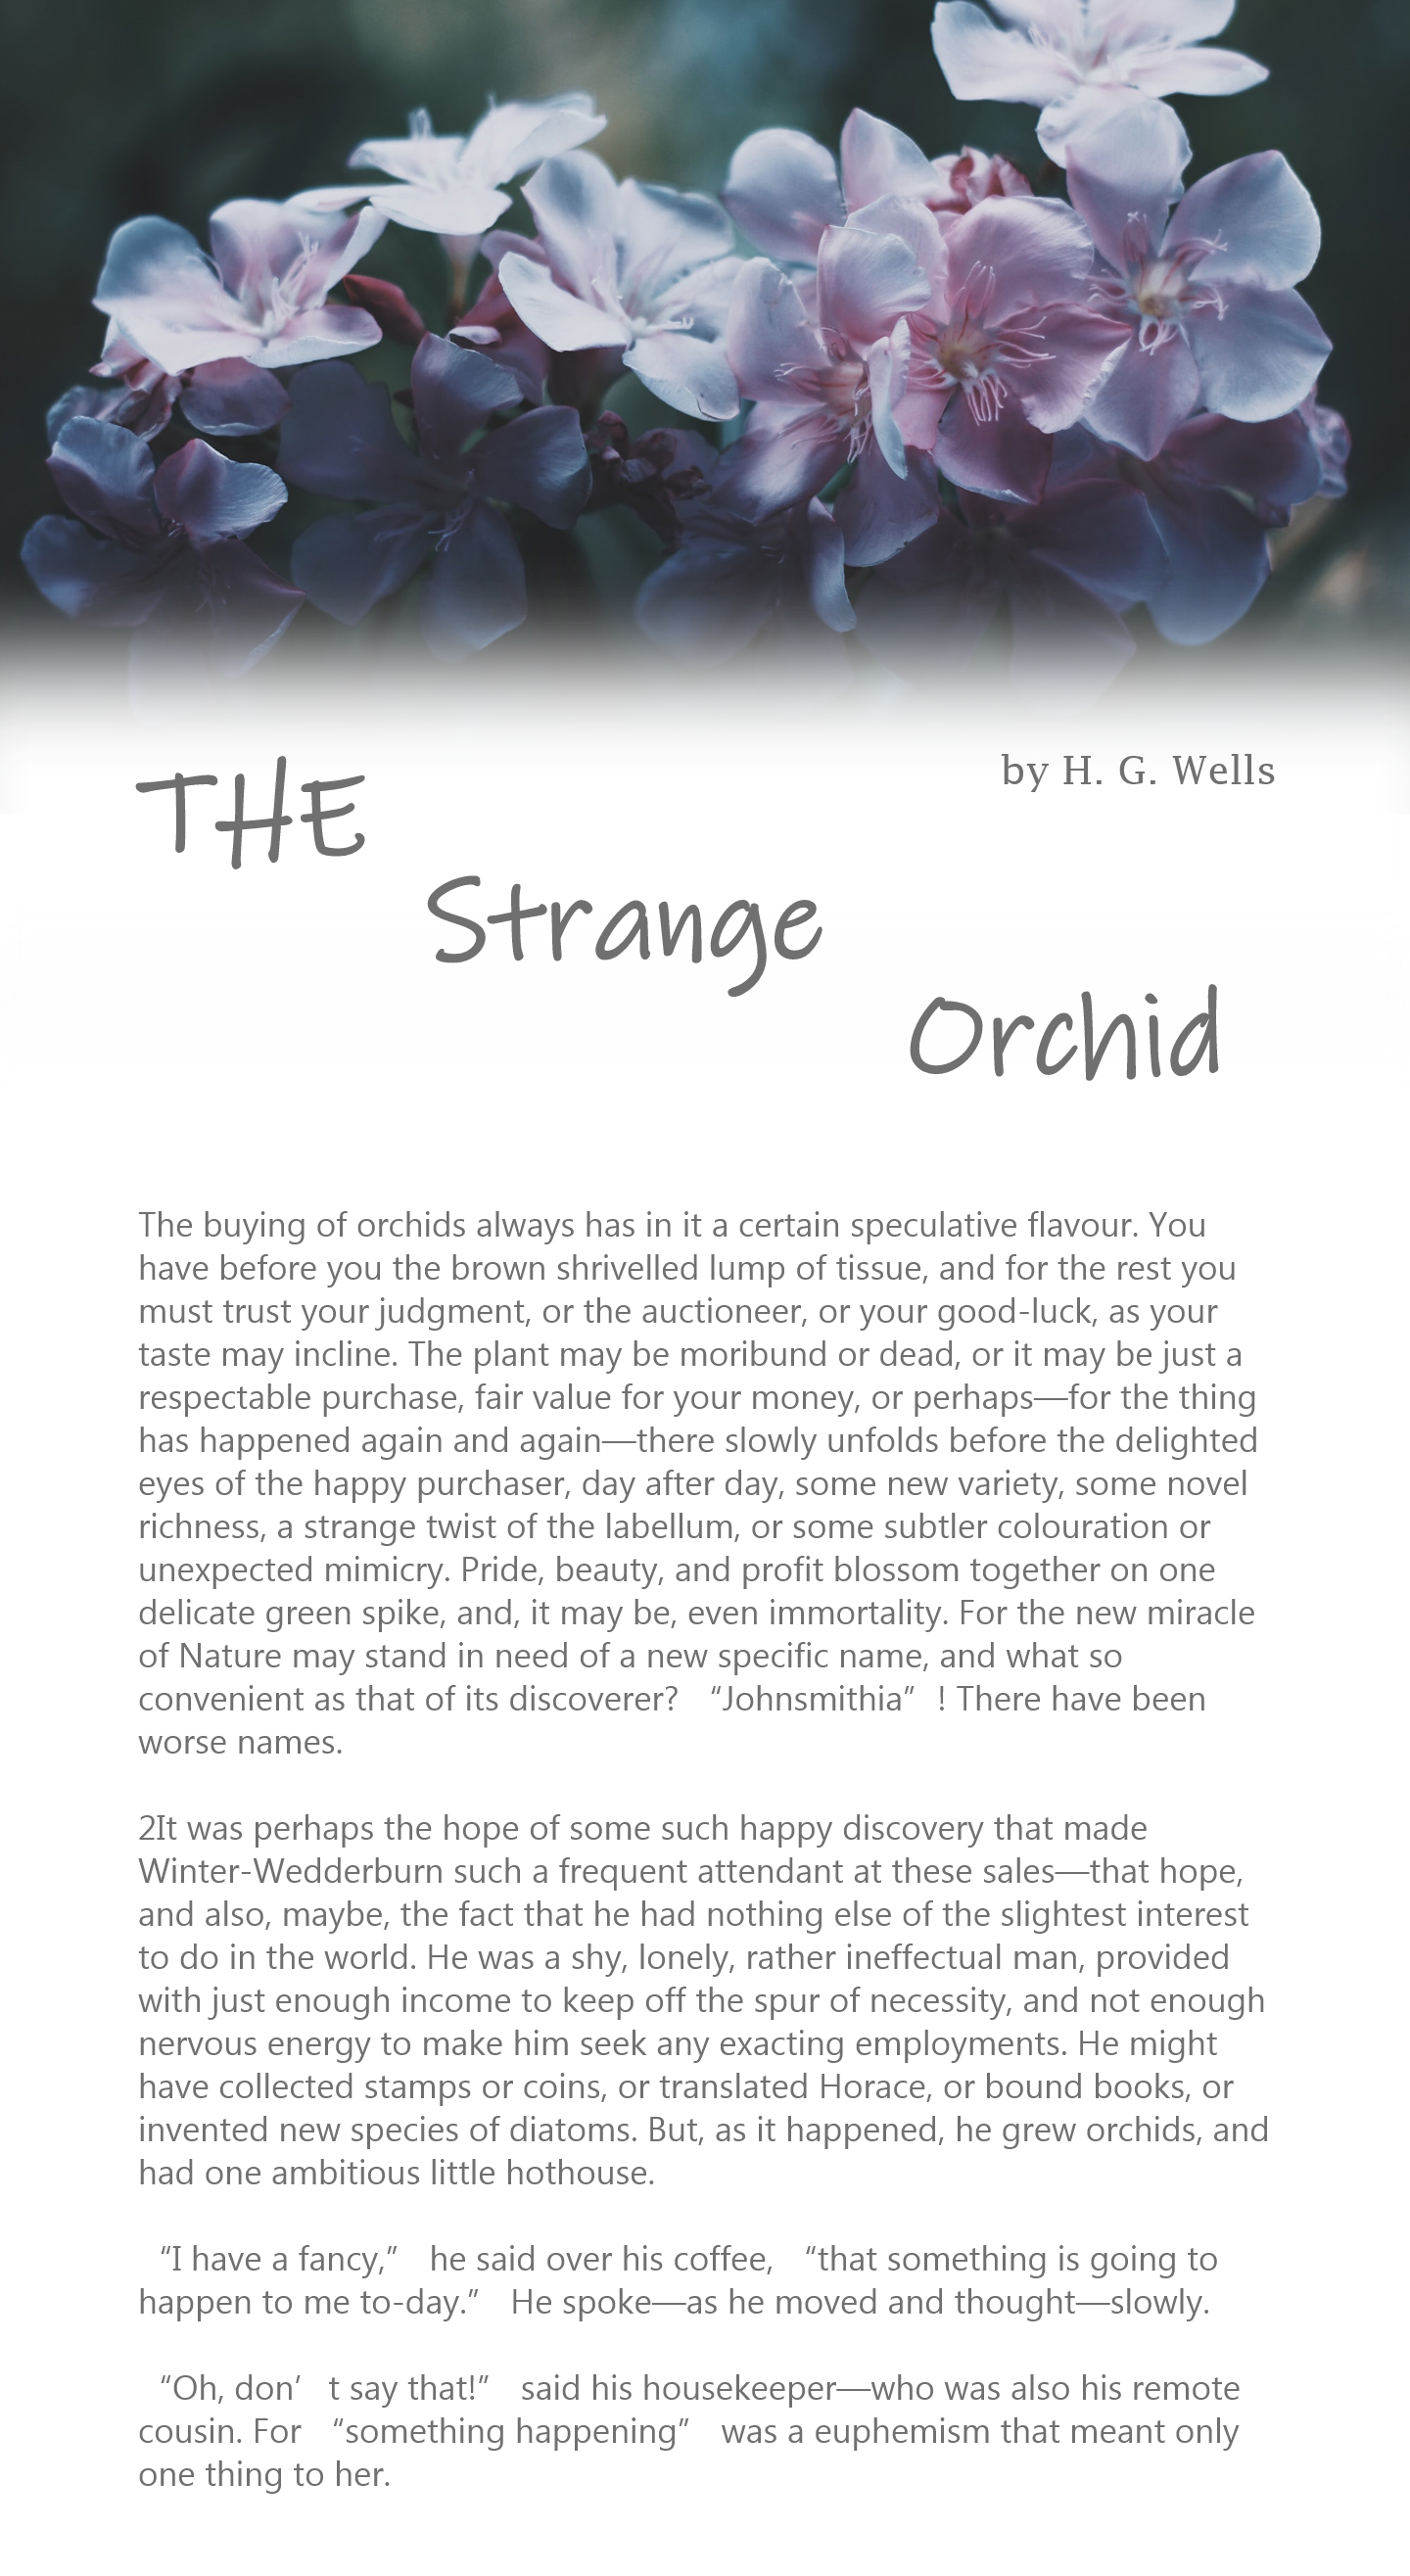 by H. G. Wells
THE
Strange
Orchid
The buying of orchids always has in it a certain speculative flavour. You
have before you the brown shrivelled lump of tissue, and for the rest you
must trust your judgment, or the auctioneer, or your good-luck, as your
taste may incline. The plant may be moribund or dead, or it may be just a
respectable purchase, fair value for your money, or perhaps—for the thing
has happened again and again—there slowly unfolds before the delighted
eyes of the happy purchaser, day after day, some new variety, some novel
richness, a strange twist of the labellum, or some subtler colouration or
unexpected mimicry. Pride, beauty, and profit blossom together on one
delicate green spike, and, it may be, even immortality. For the new miracle
of Nature may stand in need of a new specific name, and what so
convenient as that of its discoverer? “Johnsmithia” ! There have been
worse names.
2It was perhaps the hope of some such happy discovery that made
Winter-Wedderburn such a frequent attendant at these sales—that hope,
and also, maybe, the fact that he had nothing else of the slightest interest
to do in the world. He was a shy, lonely, rather ineffectual man, provided
with just enough income to keep off the spur of necessity, and not enough
nervous energy to make him seek any exacting employments. He might
have collected stamps or coins, or translated Horace, or bound books, or
invented new species of diatoms. But, as it happened, he grew orchids, and
had one ambitious little hothouse.
“I have a fancy,” he said over his coffee, “that something is going to
happen to me to-day.” He spoke—as he moved and thought—slowly.
“Oh, don’ t say that!” said his housekeeper—who was also his remote
cousin. For “something happening” was a euphemism that meant only
one thing to her.